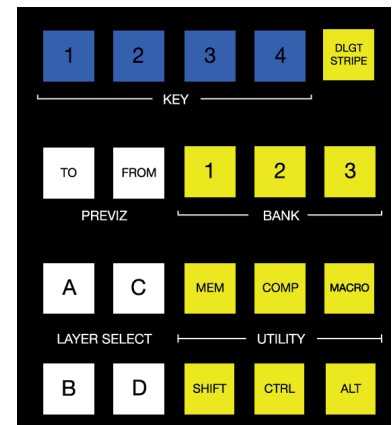 1 2 3 4 DLGT
STRIPE
KEY
TO FROM 1 2 3
PREVIZ BANK
A C MEM COMP MACRO
LAYER SELECT UTILITY
B D SHIFT CTRL ALT